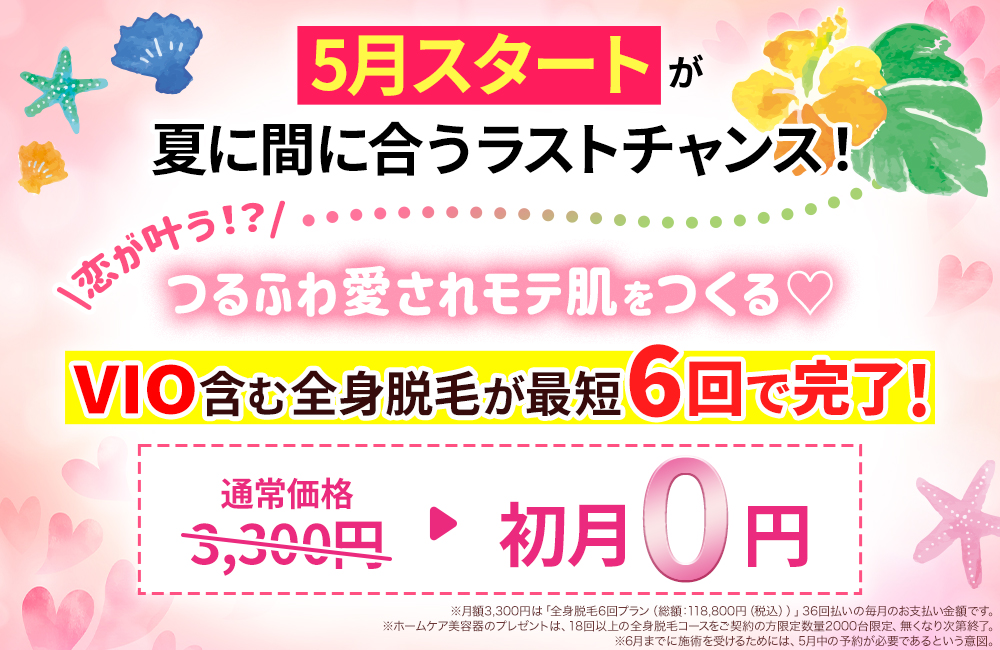 5月スタートが
夏に間に合うラストチャンス!
\恋が叶う!?/
つるふわ愛されモテ肌をつくる♡
VIO含む全身脱毛が最短6回で完了!
通常価格
3,300円
▶
初月0円
※月額3,300円は「全身脱毛6回プラン(総額:118,800円(税込))」36回払いの毎月のお支払い金額です。
※ホームケア美容器のプレゼントは、18回以上の全身脱毛コースをご契約の方限定数量2000台限定、無くなり次第終了。
※6月までに施術を受けるためには、5月中の予約が必要であるという意図。